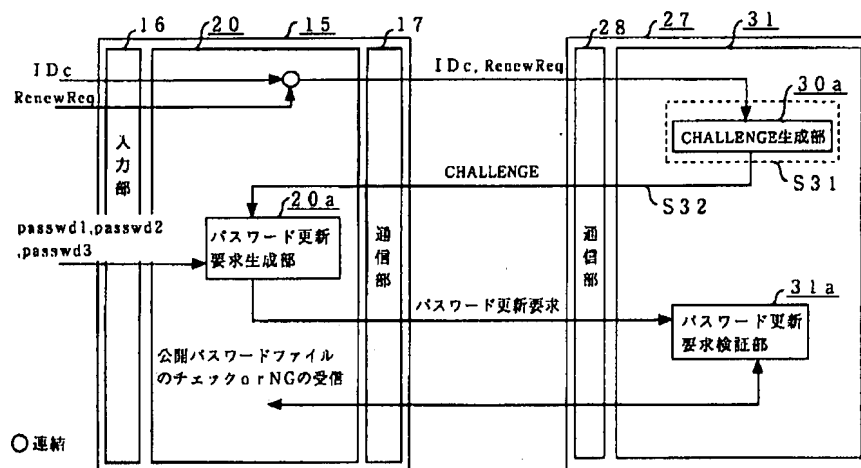 16 20 15 17
28 27 31
IDc
RenewReq
IDc, RenewReq
30a
CHALLENGE生成部
S31
入力部
CHALLENGE
S32
20a
passwd1,passwd2
,passwd3
パスワード更新
要求生成部
通信部
通信部
パスワード更新要求
31a
パスワード更新
要求検証部
公開パスワードファイル
のチェックorNGの受信
○連結